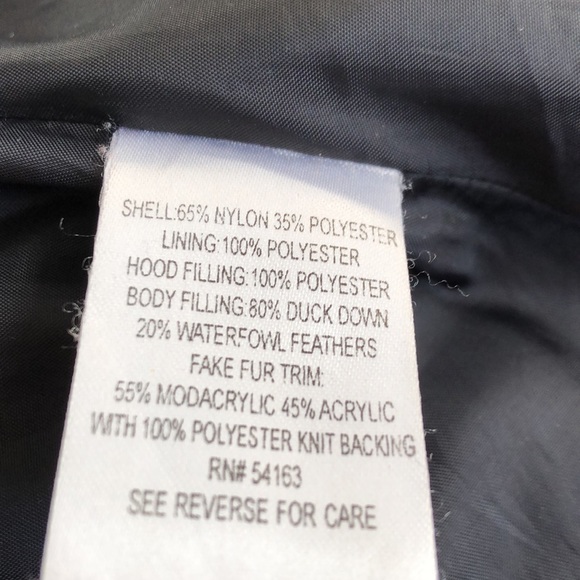 SHELL:65% NYLON 35% POLYESTER
LINING:100% POLYESTER
HOOD FILLING:100% POLYESTER
BODY FILLING:80% DUCK DOWN
20% WATERFOWL FEATHERS
FAKE FUR TRIM:
55% MODACRYLIC 45% ACRYLIC
WITH 100% POLYESTER KNIT BACKING
RN# 54163
SEE REVERSE FOR CARE